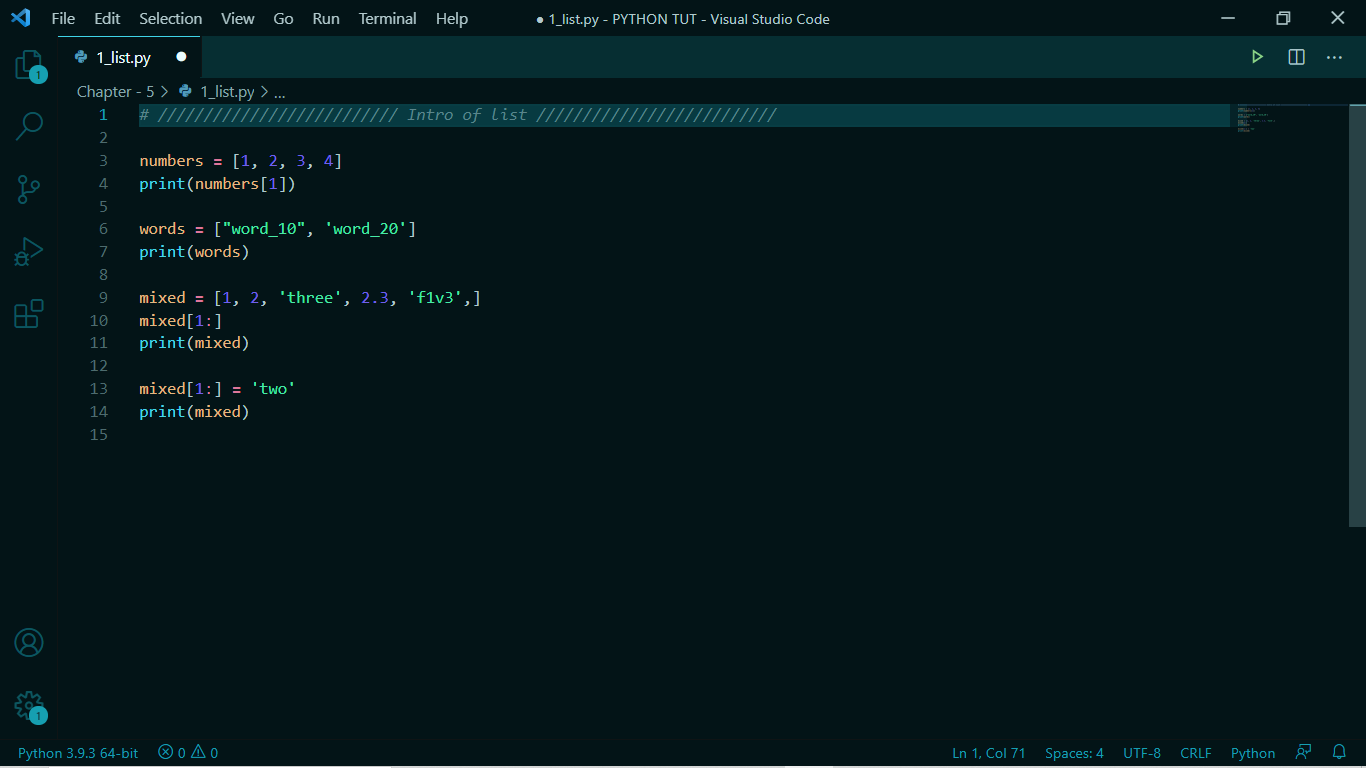 File Edit Selection View Go Run Terminal Help ● 1_list.py - PYTHON TUT - Visual Studio Code
1_list.py ●
Chapter - 5 > 1_list.py > ...
1 # ////////////////////////// Intro of list //////////////////////////
2
3 numbers = [1, 2, 3, 4]
4 print(numbers[1])
5
6 words = ["word_10", 'word_20']
7 print(words)
8
9 mixed = [1, 2, 'three', 2.3, 'f1v3',]
10 mixed[1:]
11 print(mixed)
12
13 mixed[1:] = 'two'
14 print(mixed)
15
1
1
Python 3.9.3 64-bit 0 0 Ln 1, Col 71 Spaces: 4 UTF-8 CRLF Python